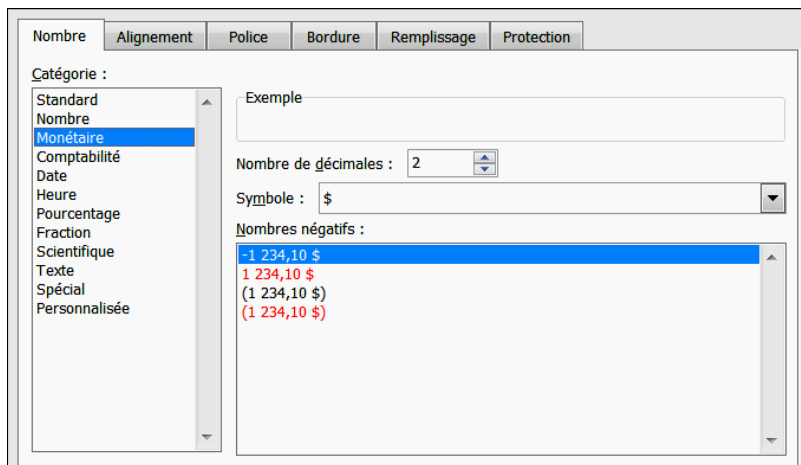 Nombre Alignement Police Bordure Remplissage Protection
Catégorie :
Standard
Nombre
Monétaire
Comptabilité
Date
Heure
Pourcentage
Fraction
Scientifique
Texte
Spécial
Personnalisée
Exemple
Nombre de décimales : 2
Symbole : $
Nombres négatifs :
-1 234,10 $
1 234,10 $
(1 234,10 $)
(1 234,10 $)